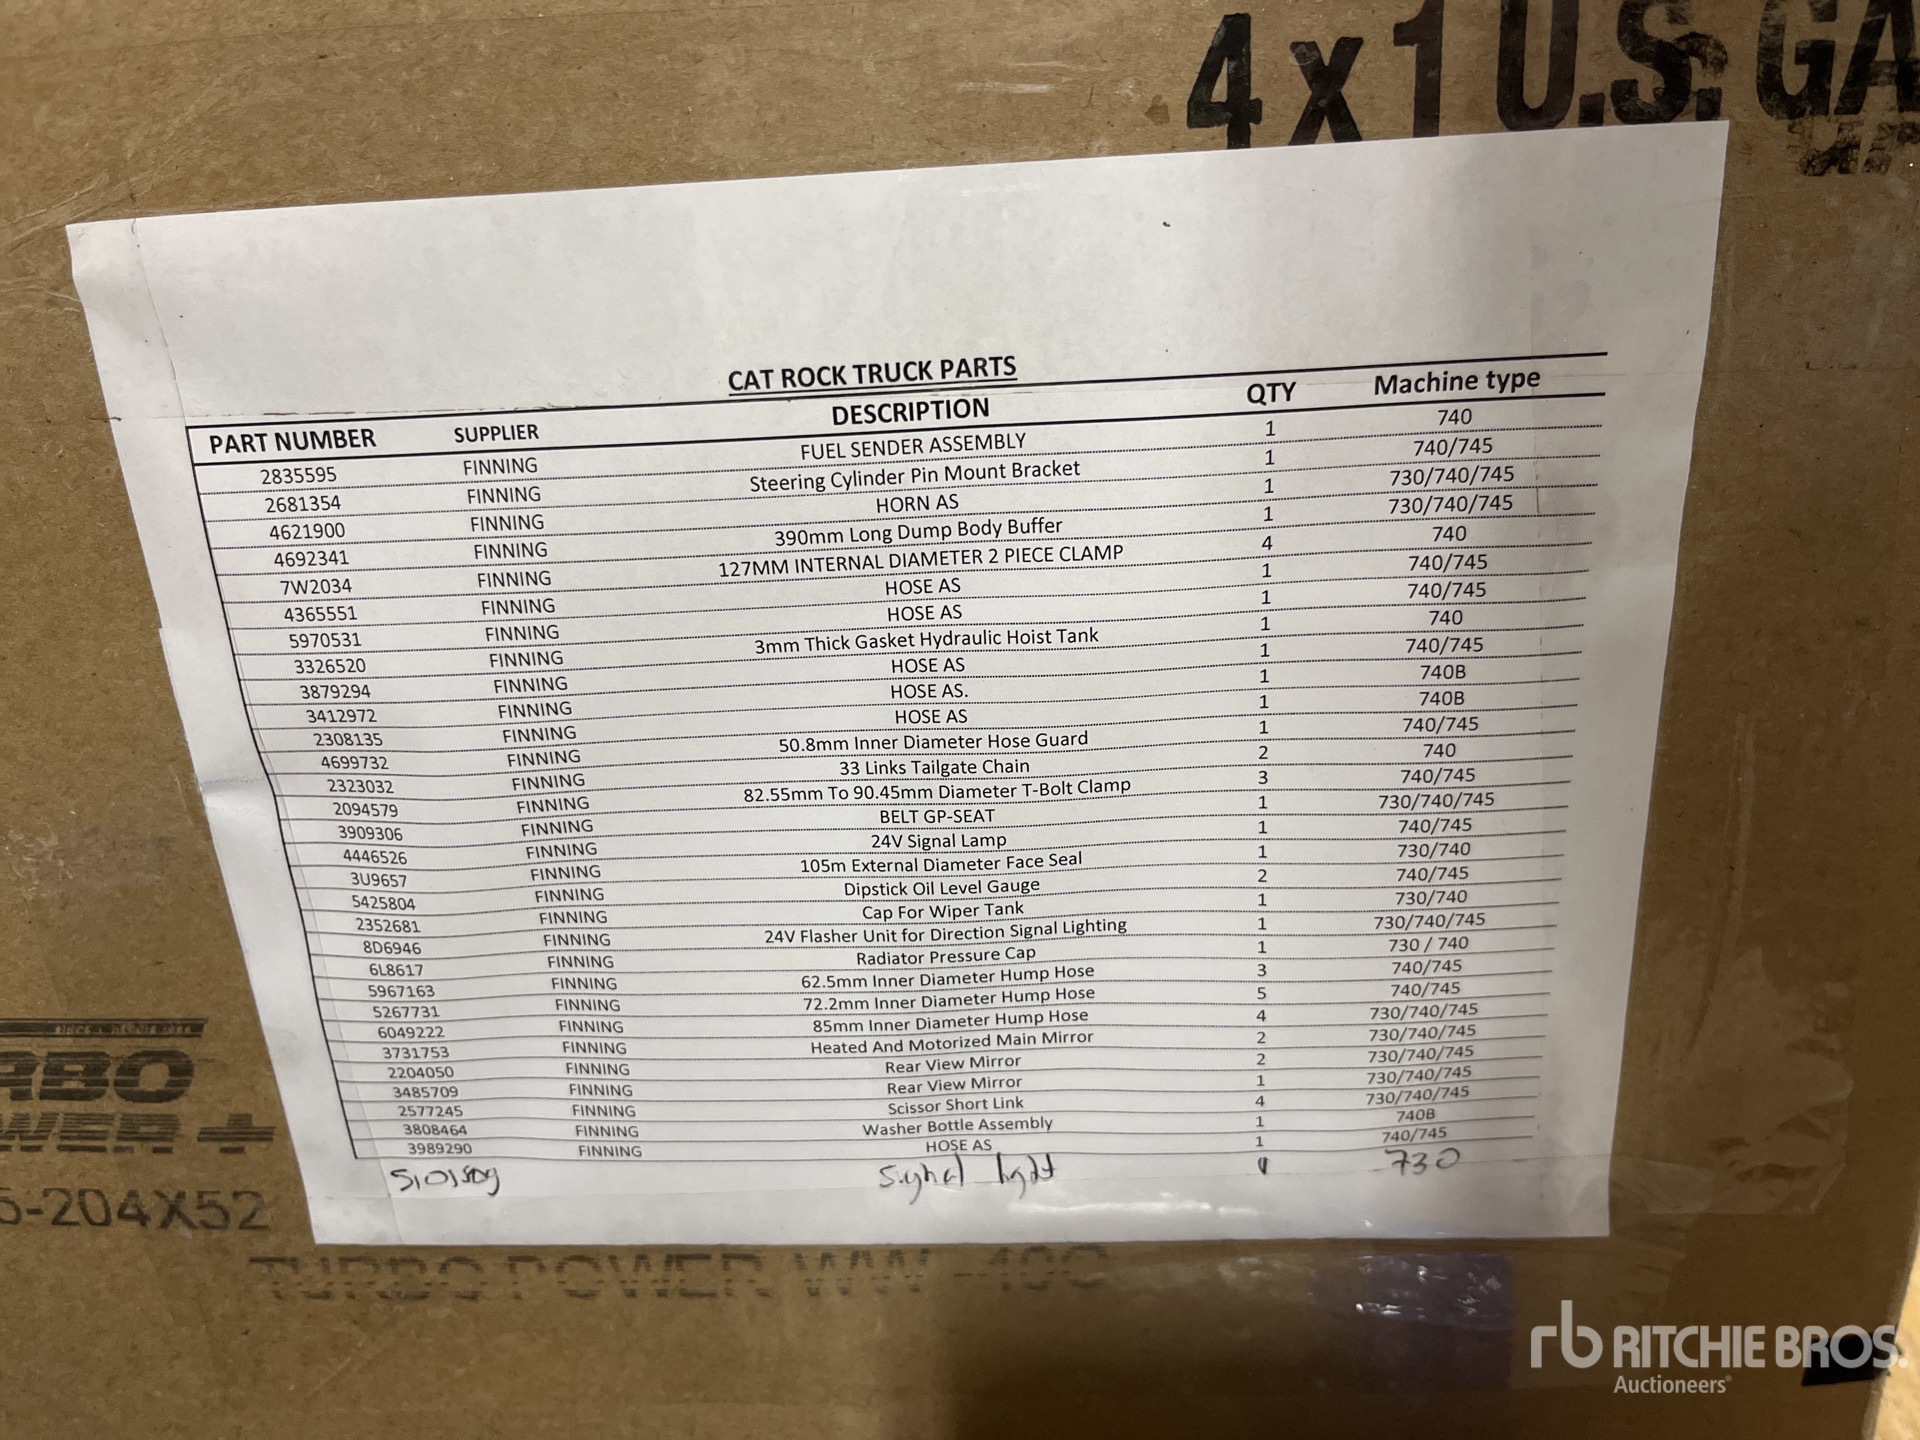 4 x 1 U.S. GA
CAT ROCK TRUCK PARTS
PART NUMBER SUPPLIER DESCRIPTION QTY Machine type
2835595 FINNING FUEL SENDER ASSEMBLY 1 740
2681354 FINNING Steering Cylinder Pin Mount Bracket 1 740/745
4621900 FINNING HORN AS 1 730/740/745
4692341 FINNING 390mm Long Dump Body Buffer 1 730/740/745
7W2034 FINNING 127MM INTERNAL DIAMETER 2 PIECE CLAMP 4 740
4365551 FINNING HOSE AS 1 740/745
5970531 FINNING HOSE AS 1 740/745
3326520 FINNING 3mm Thick Gasket Hydraulic Hoist Tank 1 740
3879294 FINNING HOSE AS 1 740/745
3412972 FINNING HOSE AS. 1 740B
2308135 FINNING HOSE AS 1 740B
4699732 FINNING 50.8mm Inner Diameter Hose Guard 1 740/745
2323032 FINNING 33 Links Tailgate Chain 2 740
2094579 FINNING 82.55mm To 90.45mm Diameter T-Bolt Clamp 3 740/745
3909306 FINNING BELT GP-SEAT 1 730/740/745
4446526 FINNING 24V Signal Lamp 1 740/745
3U9657 FINNING 105m External Diameter Face Seal 1 730/740
5425804 FINNING Dipstick Oil Level Gauge 2 740/745
2352681 FINNING Cap For Wiper Tank 1 730/740
8D6946 FINNING 24V Flasher Unit for Direction Signal Lighting 1 730/740/745
6L8617 FINNING Radiator Pressure Cap 1 730 / 740
5967163 FINNING 62.5mm Inner Diameter Hump Hose 3 740/745
5267731 FINNING 72.2mm Inner Diameter Hump Hose 5 740/745
6049222 FINNING 85mm Inner Diameter Hump Hose 4 730/740/745
3731753 FINNING Heated And Motorized Main Mirror 2 730/740/745
2204050 FINNING Rear View Mirror 2 730/740/745
3485709 FINNING Rear View Mirror 1 730/740/745
2577245 FINNING Scissor Short Link 4 730/740/745
3808464 FINNING Washer Bottle Assembly 1 740B
3989290 FINNING HOSE AS 1 740/745
signal light 730
RBO
WER +
5-204X52
TURBO POWER WW
rb RITCHIE BROS.
Auctioneers